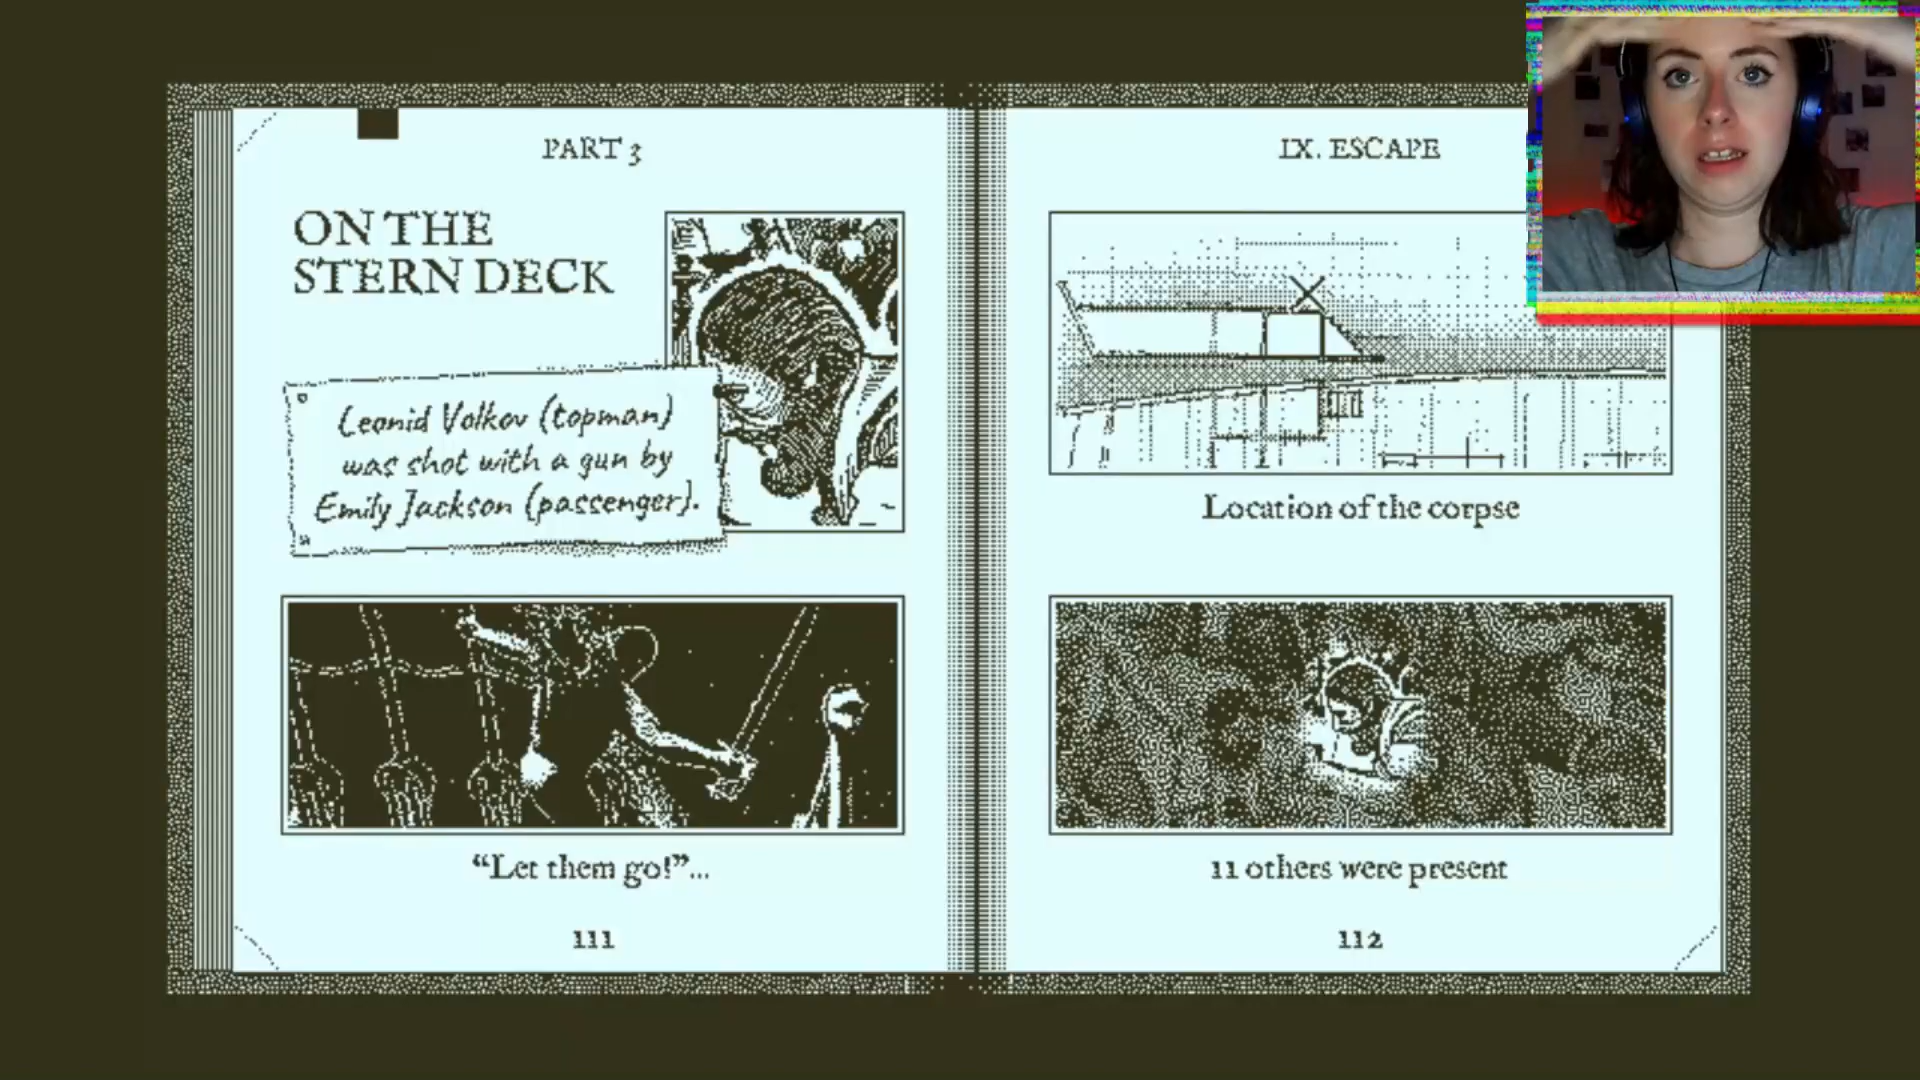 PART 3
ON THE
STERN DECK
Leonid Volkov (topman)
was shot with a gun by
Emily Jackson (passenger).
"Let them go!"...
111
IX. ESCAPE
Location of the corpse
11 others were present
112